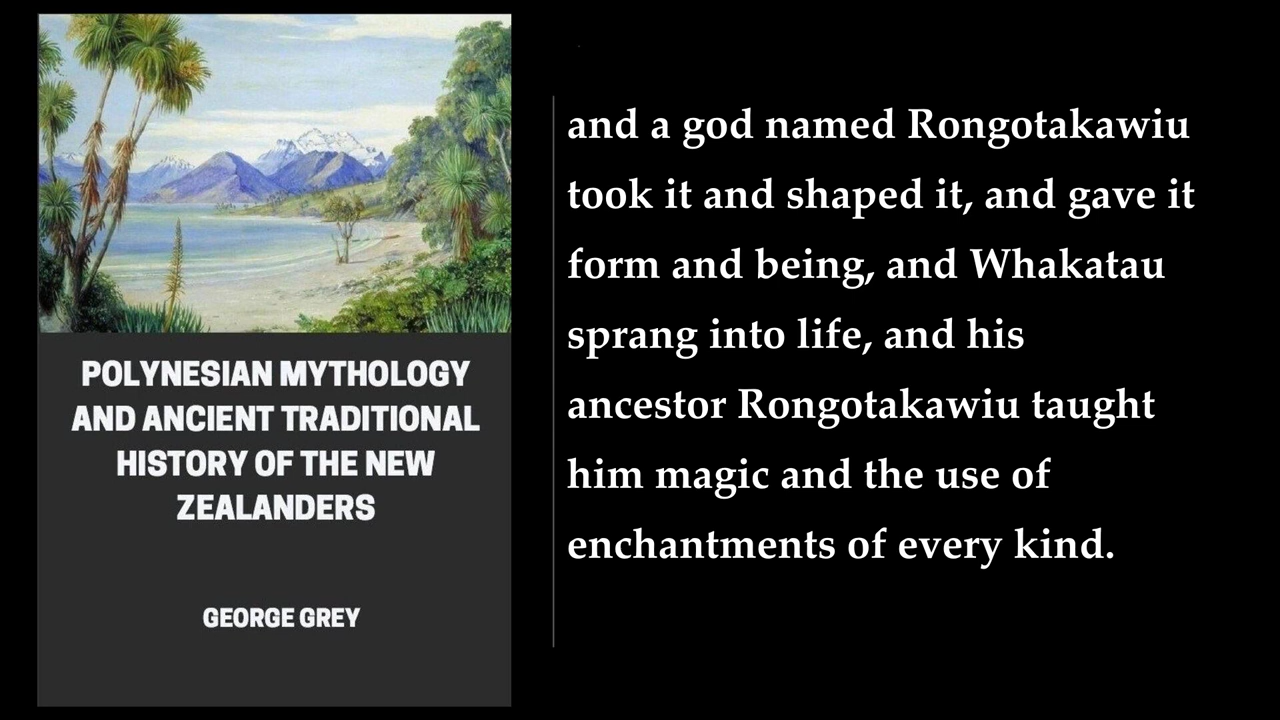 POLYNESIAN MYTHOLOGY
AND ANCIENT TRADITIONAL
HISTORY OF THE NEW
ZEALANDERS
GEORGE GREY
and a god named Rongotakawiu
took it and shaped it, and gave it
form and being, and Whakatau
sprang into life, and his
ancestor Rongotakawiu taught
him magic and the use of
enchantments of every kind.